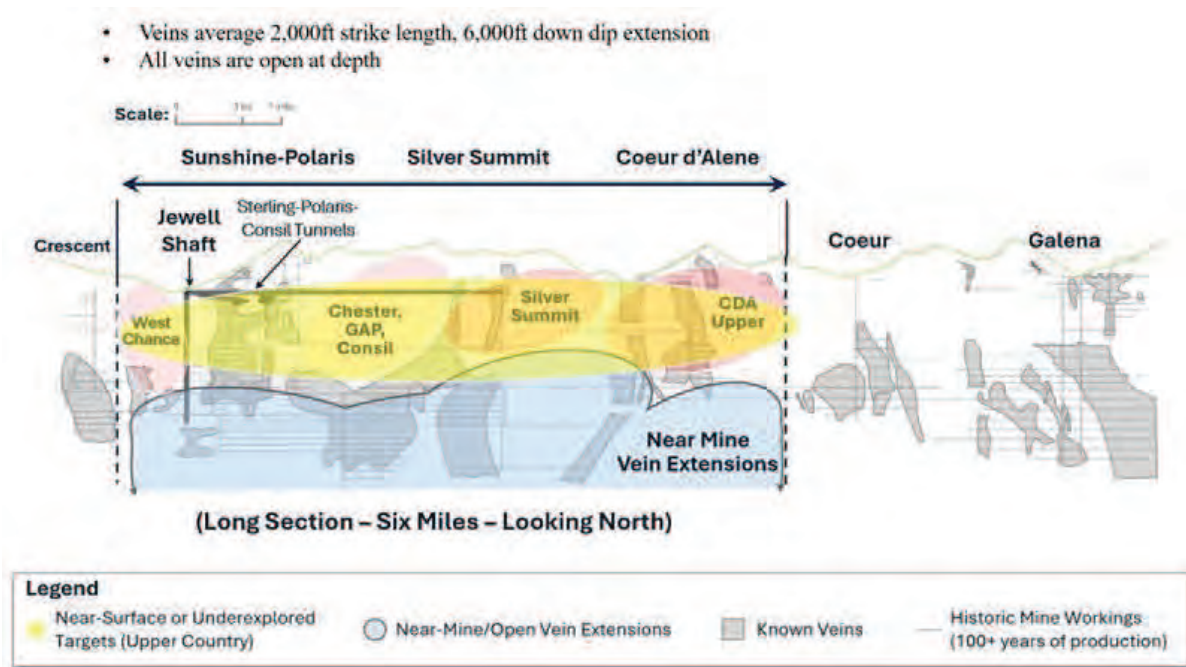 • Veins average 2,000ft strike length, 6,000ft down dip extension
• All veins are open at depth
Scale:
Sunshine-Polaris Silver Summit Coeur d'Alene
Sterling-Polaris-
Consil Tunnels
Jewell
Shaft
Crescent
Coeur
Galena
West
Chance
Chester,
GAP,
Consil
Silver
Summit
CDA
Upper
Near Mine
Vein Extensions
(Long Section – Six Miles – Looking North)
Legend
Near-Surface or Underexplored
Targets (Upper Country)
Near-Mine/Open Vein Extensions
Known Veins
Historic Mine Workings
(100+ years of production)